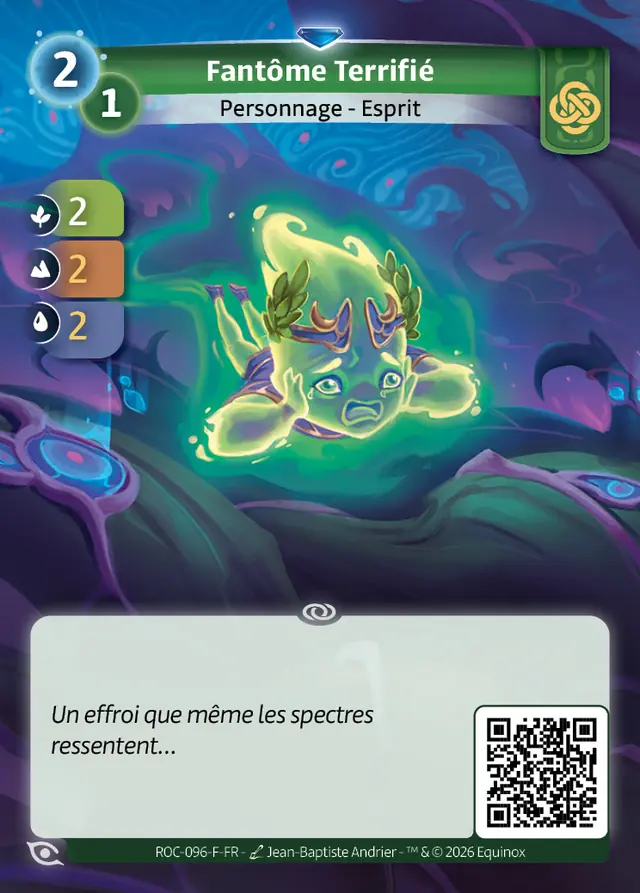 2
Fantôme Terrifié
1
Personnage - Esprit
2
2
2
Un effroi que même les spectres
ressentent...
ROC-096-F-FR - Jean-Baptiste Andrier - ™ & © 2026 Equinox